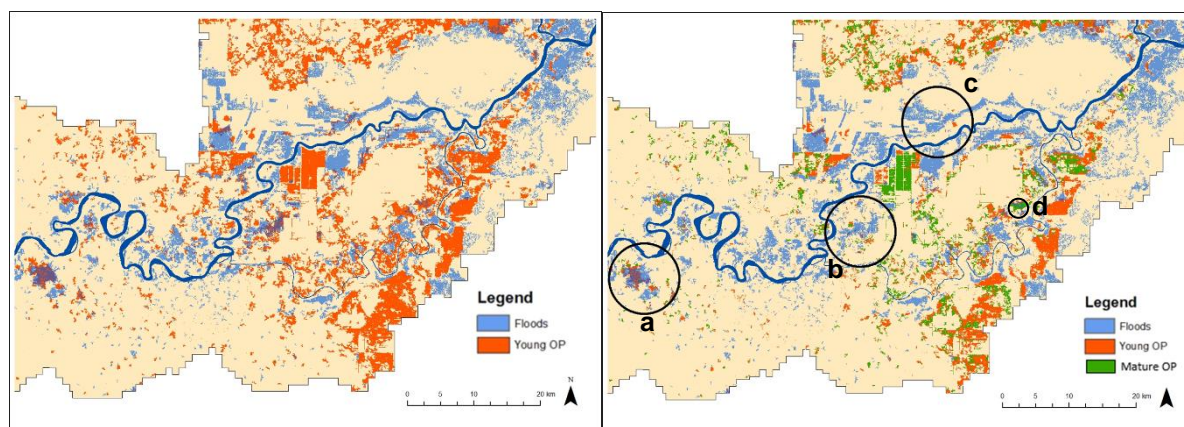 Legend
Floods
Young OP
N
0 5 10 20 km
a
b
c
d
Legend
Floods
Young OP
Mature OP
0 5 10 20 km